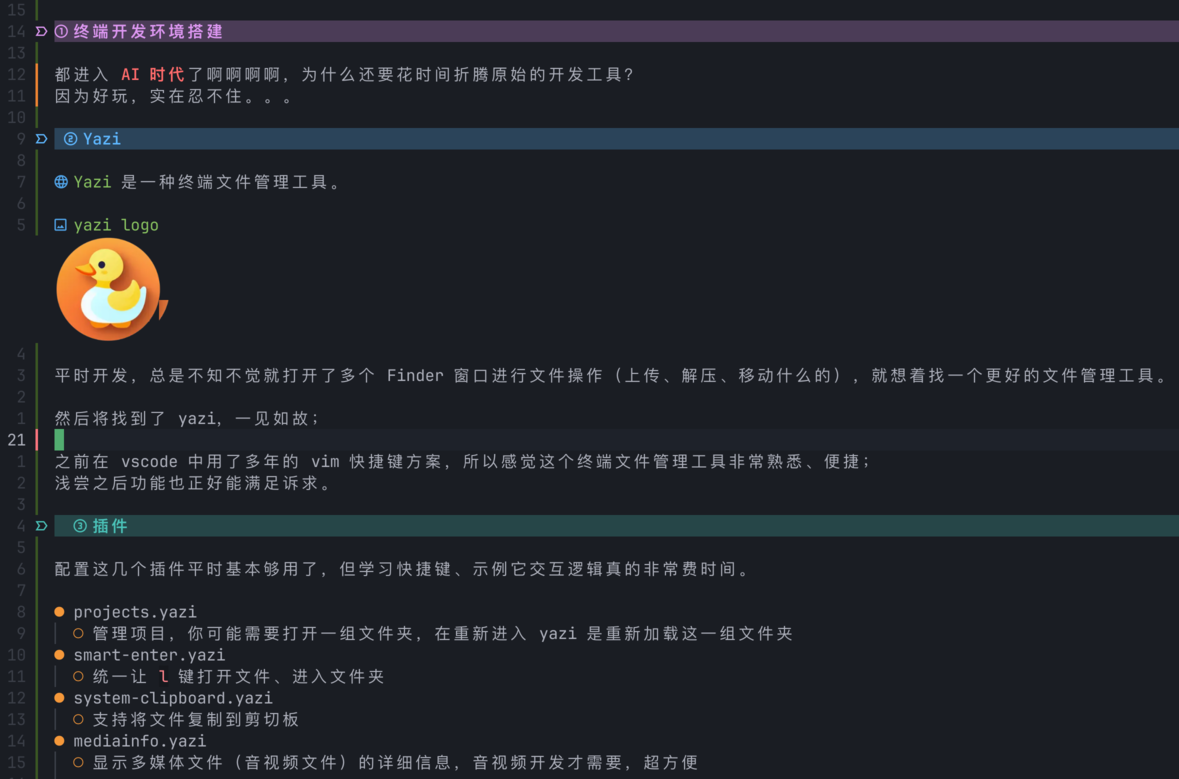 15
14 ① 终端开发环境搭建
13
12 都进入 AI 时代了啊啊啊啊，为什么还要花时间折腾原始的开发工具？
11 因为好玩，实在忍不住。。。
10
9 ② Yazi
8
7 Yazi 是一种终端文件管理工具。
6
5 yazi logo
4
3 平时开发，总是不知不觉就打开了多个 Finder 窗口进行文件操作（上传、解压、移动什么的），就想着找一个更好的文件管理工具。
2
1 然后将找到了 yazi，一见如故；
21
1 之前在 vscode 中用了多年的 vim 快捷键方案，所以感觉这个终端文件管理工具非常熟悉、便捷；
2 浅尝之后功能也正好能满足诉求。
3
4 ③ 插件
5
6 配置这几个插件平时基本够用了，但学习快捷键、示例它交互逻辑真的非常费时间。
7
8 projects.yazi
9 管理项目，你可能需要打开一组文件夹，在重新进入 yazi 是重新加载这一组文件夹
10 smart-enter.yazi
11 统一让 l 键打开文件、进入文件夹
12 system-clipboard.yazi
13 支持将文件复制到剪切板
14 mediainfo.yazi
15 显示多媒体文件（音视频文件）的详细信息，音视频开发才需要，超方便